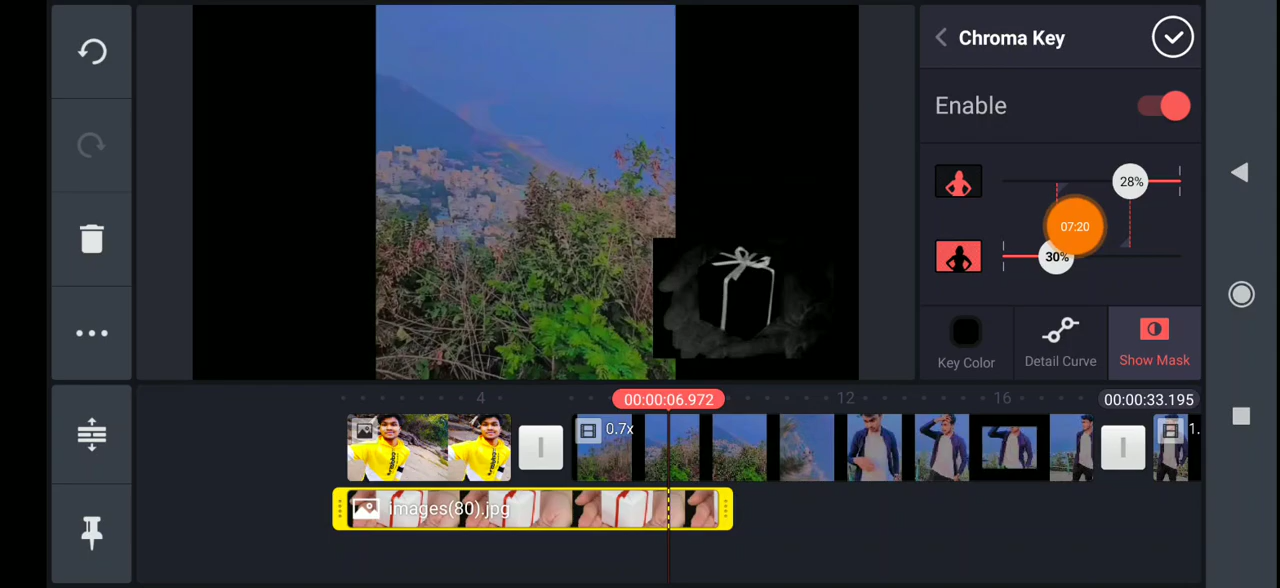 Chroma Key
Enable
28%
07:20
30%
Key Color
Detail Curve
Show Mask
4
00:00:06.972
12
16
00:00:33.195
0.7x
1.
images(80).jpg